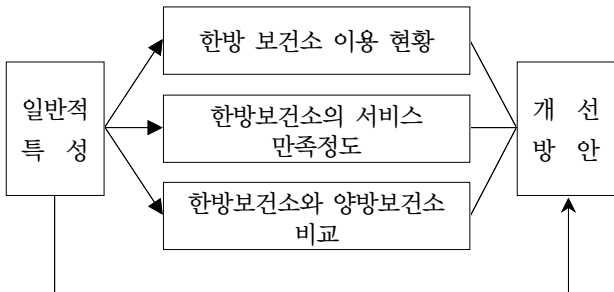 한방 보건소 이용 현황
일반적
특 성
한방보건소의 서비스
만족정도
개 선
방 안
한방보건소와 양방보건소
비교